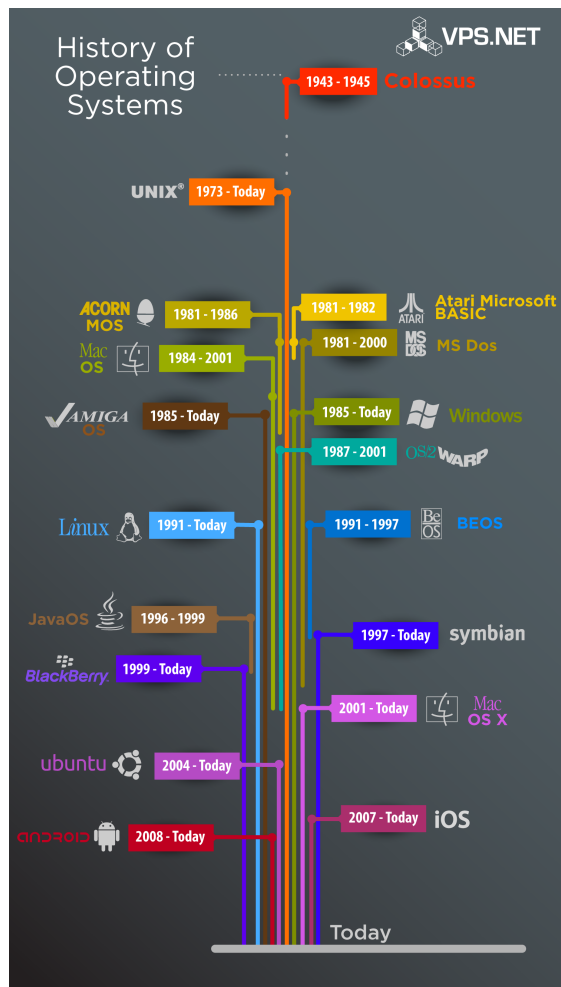 History of
Operating
Systems
VPS.NET
1943 - 1945 Colossus
UNIX® 1973 - Today
ACORN
MOS
1981 - 1986
1981 - 1982
ATARI
Atari Microsoft
BASIC
Mac
OS
1984 - 2001
1981 - 2000
MS
DOS
MS Dos
AMIGA
OS
1985 - Today
1985 - Today Windows
1987 - 2001 OS/2 WARP
Linux 1991 - Today
1991 - 1997
Be
OS
BEOS
JavaOS 1996 - 1999
1997 - Today symbian
BlackBerry. 1999 - Today
2001 - Today
Mac
OS X
ubuntu 2004 - Today
2007 - Today iOS
android 2008 - Today
Today